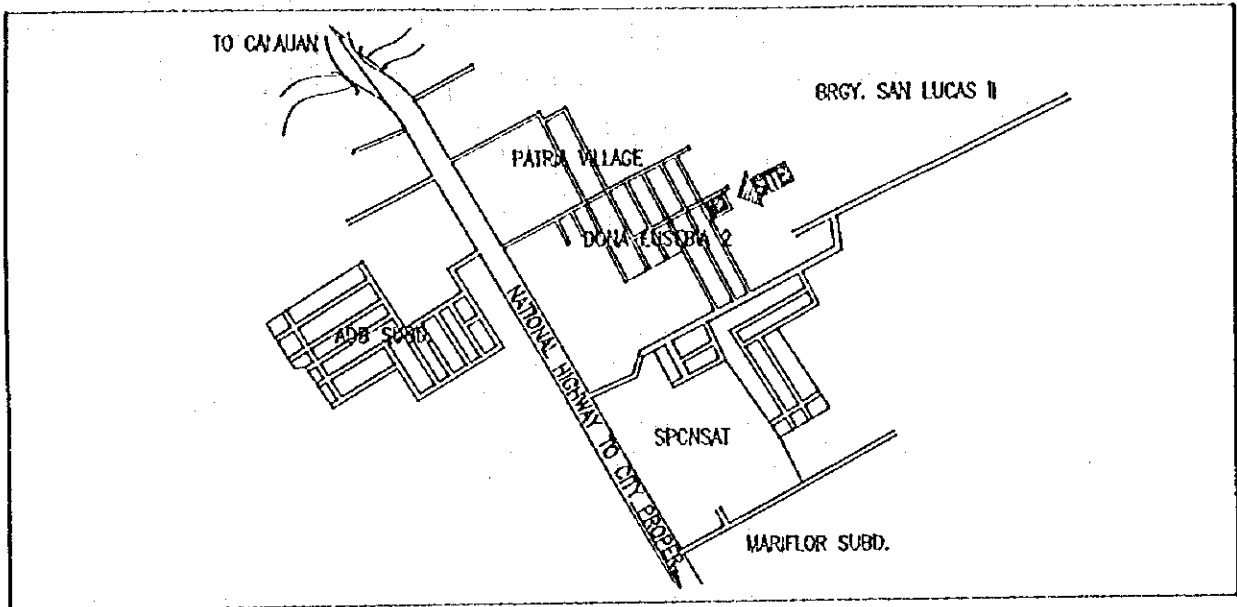 TO CALAUAN
BRGY. SAN LUCAS II
PATRIA VILLAGE
SITE
DONA EUSEBIA 2
NATIONAL HIGHWAY TO CITY PROPER
ADB SUBD.
SPCNSAT
MARIFLOR SUBD.